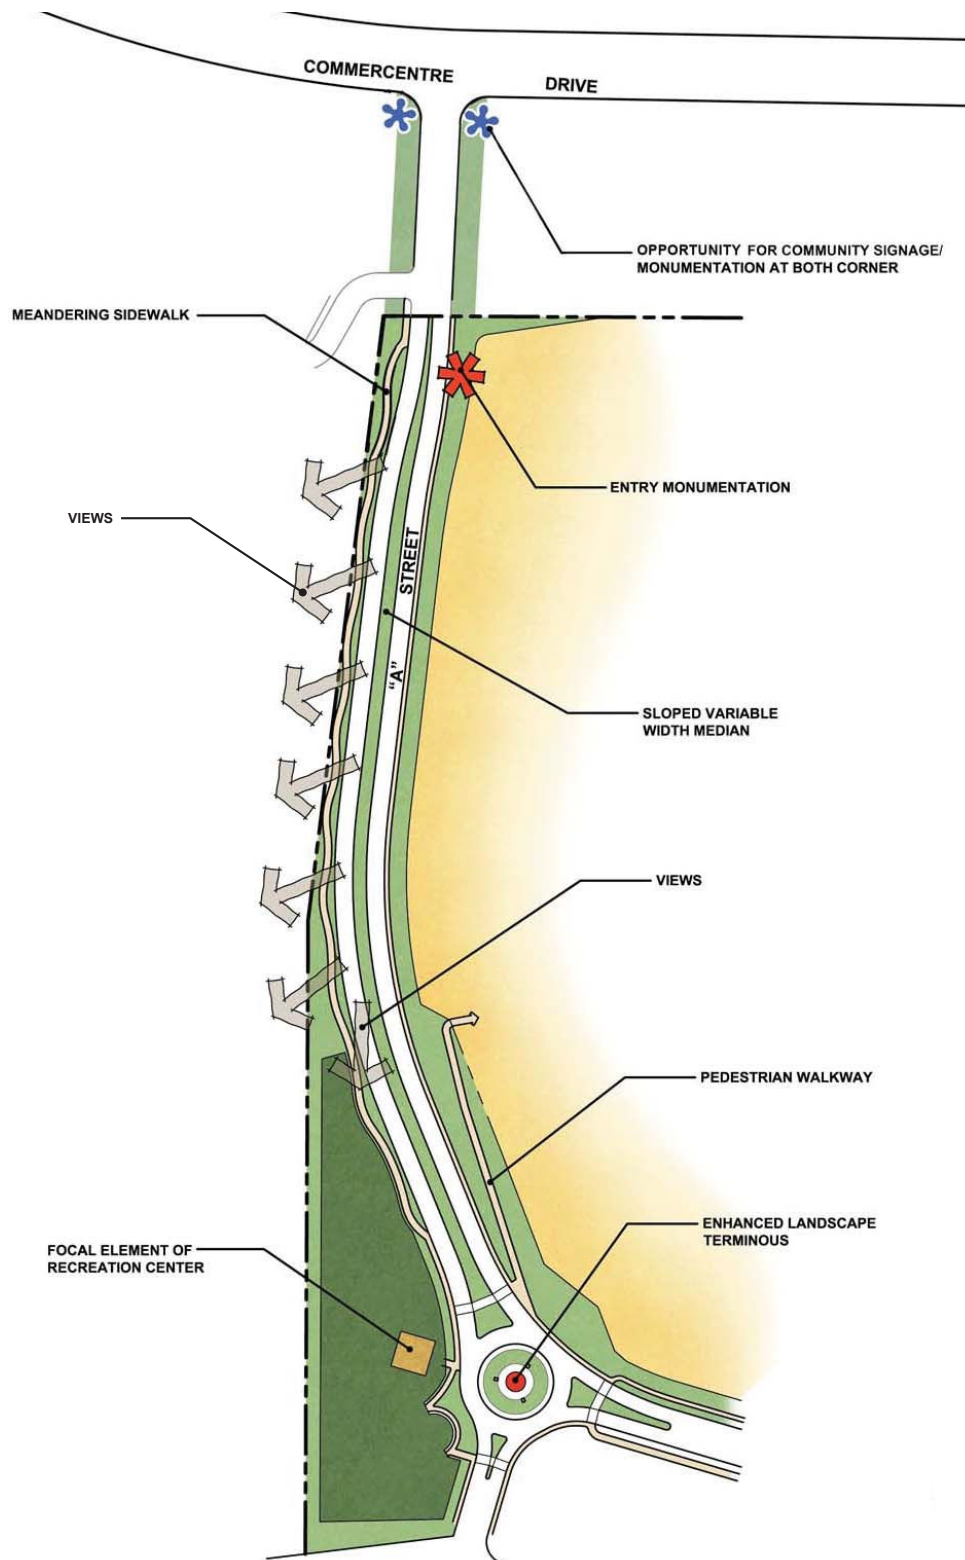 COMMERCENTRE
DRIVE
OPPORTUNITY FOR COMMUNITY SIGNAGE/
MONUMENTATION AT BOTH CORNER
MEANDERING SIDEWALK
ENTRY MONUMENTATION
VIEWS
"A" STREET
SLOPED VARIABLE
WIDTH MEDIAN
VIEWS
PEDESTRIAN WALKWAY
ENHANCED LANDSCAPE
TERMINOUS
FOCAL ELEMENT OF
RECREATION CENTER